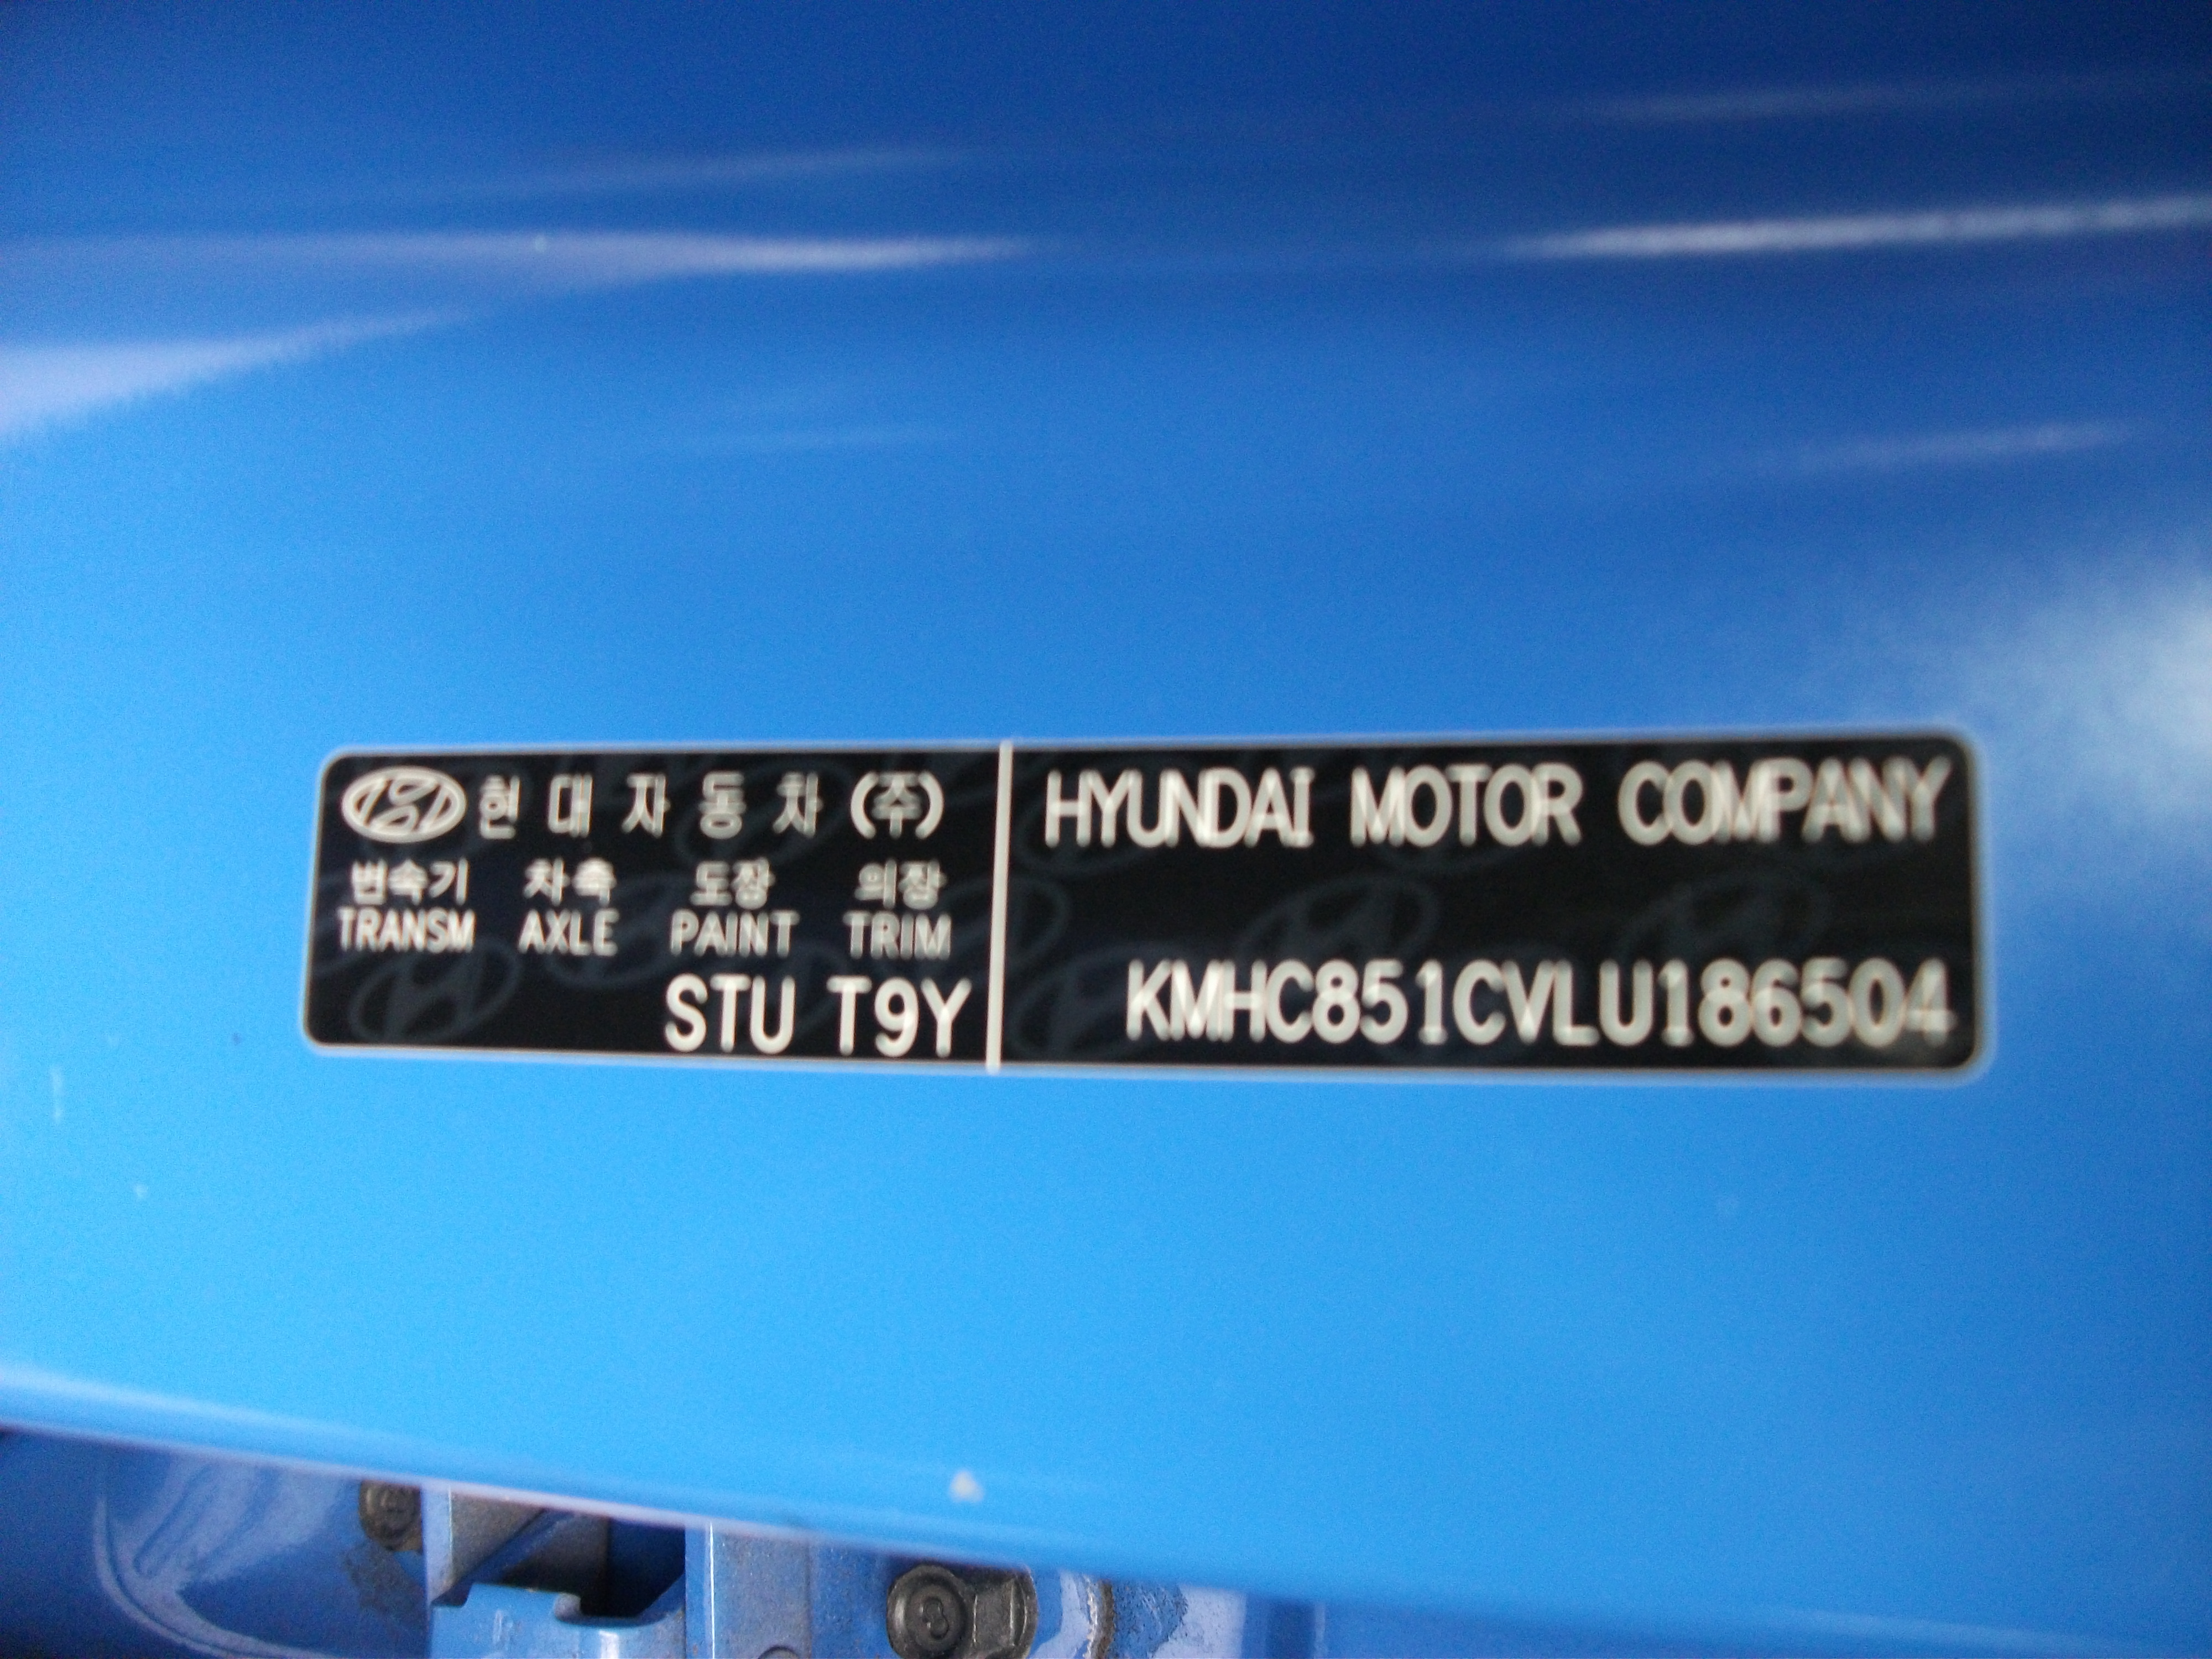 현대자동차(주)
변속기 차축 도장 의장
TRANSM AXLE PAINT TRIM
STU T9Y
HYUNDAI MOTOR COMPANY
KMHC851CVLU186504